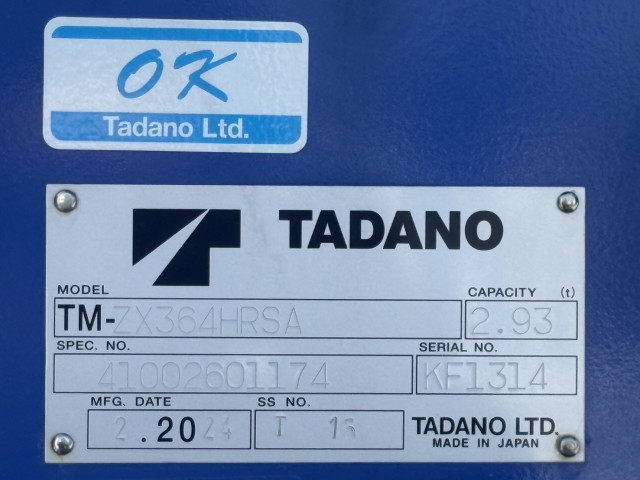 OK
Tadano Ltd.
TADANO
MODEL
CAPACITY (t)
TM-ZX364HRSA
2.93
SPEC. NO.
SERIAL NO.
41002601174
KF1314
MFG. DATE
SS NO.
2.2024
T
TADANO LTD.
MADE IN JAPAN